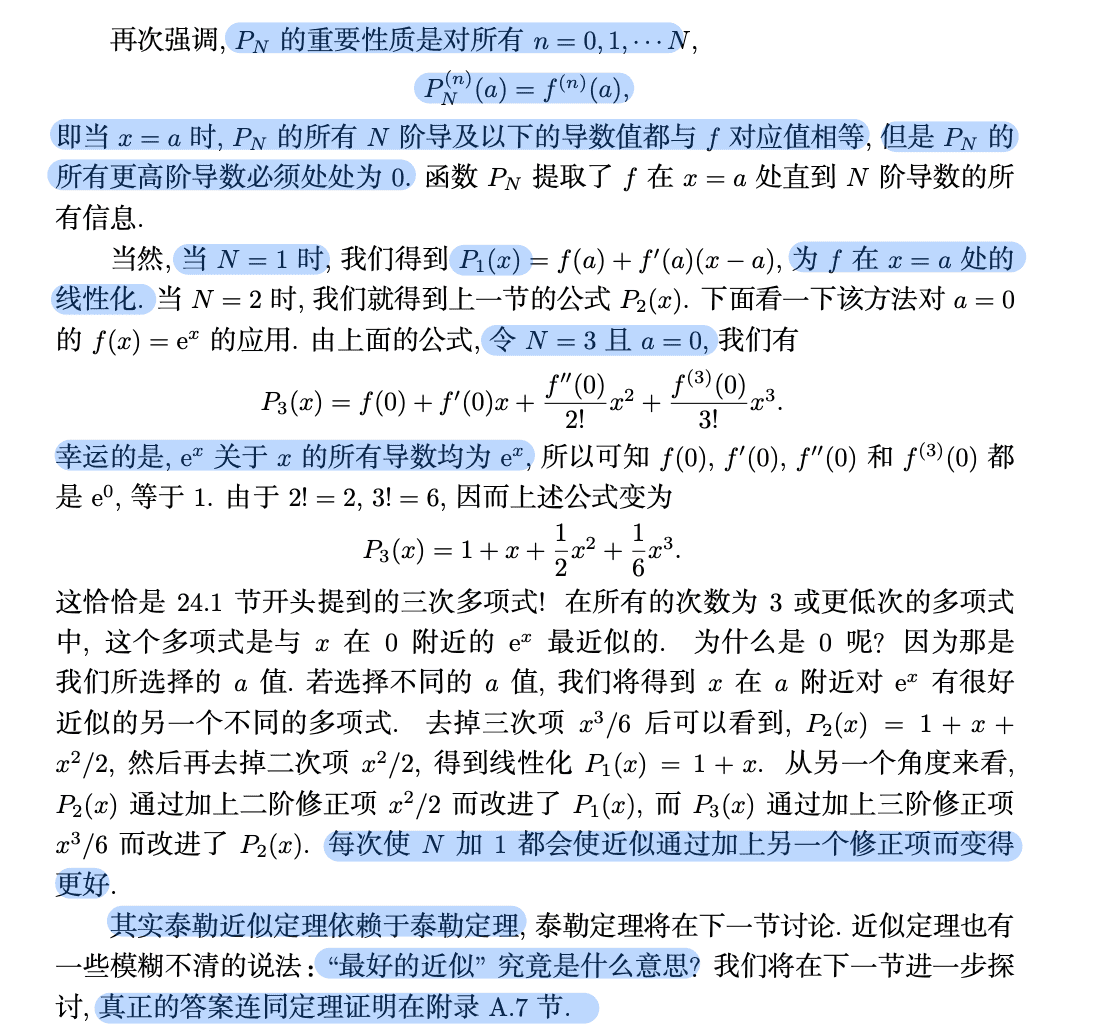 再次强调, P_N 的重要性质是对所有 n = 0, 1, ⋯ N,
P_N^{(n)}(a) = f^{(n)}(a),
即当 x = a 时, P_N 的所有 N 阶导及以下的导数值都与 f 对应值相等, 但是 P_N 的
所有更高阶导数必须处处为 0. 函数 P_N 提取了 f 在 x = a 处直到 N 阶导数的所
有信息.
当然, 当 N = 1 时, 我们得到 P_1(x) = f(a) + f′(a)(x − a), 为 f 在 x = a 处的
线性化. 当 N = 2 时, 我们就得到上一节的公式 P_2(x). 下面看一下该方法对 a = 0
的 f(x) = e^x 的应用. 由上面的公式, 令 N = 3 且 a = 0, 我们有
P_3(x) = f(0) + f′(0)x + \frac{f″(0)}{2!}x^2 + \frac{f^{(3)}(0)}{3!}x^3.
幸运的是, e^x 关于 x 的所有导数均为 e^x, 所以可知 f(0), f′(0), f″(0) 和 f^{(3)}(0) 都
是 e^0, 等于 1. 由于 2! = 2, 3! = 6, 因而上述公式变为
P_3(x) = 1 + x + \frac{1}{2}x^2 + \frac{1}{6}x^3.
这恰恰是 24.1 节开头提到的三次多项式! 在所有的次数为 3 或更低次的多项式
中, 这个多项式是与 x 在 0 附近的 e^x 最近似的. 为什么是 0 呢? 因为那是
我们所选择的 a 值. 若选择不同的 a 值, 我们将得到 x 在 a 附近对 e^x 有很好
近似的另一个不同的多项式. 去掉三次项 x^3/6 后可以看到, P_2(x) = 1 + x +
x^2/2, 然后再去掉二次项 x^2/2, 得到线性化 P_1(x) = 1 + x. 从另一个角度来看,
P_2(x) 通过加上二阶修正项 x^2/2 而改进了 P_1(x), 而 P_3(x) 通过加上三阶修正项
x^3/6 而改进了 P_2(x). 每次使 N 加 1 都会使近似通过加上另一个修正项而变得
更好.
其实泰勒近似定理依赖于泰勒定理, 泰勒定理将在下一节讨论. 近似定理也有
一些模糊不清的说法：“最好的近似” 究竟是什么意思? 我们将在下一节进一步探
讨, 真正的答案连同定理证明在附录 A.7 节.